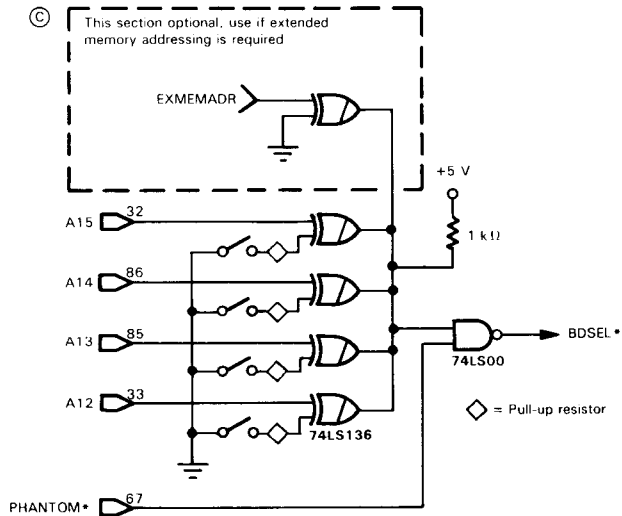 C
This section optional, use if extended
memory addressing is required
EXMEMADR
+5 V
A15 32
1 kΩ
A14 86
A13 85
BDSEL*
74LS00
A12 33
74LS136
= Pull-up resistor
PHANTOM* 67